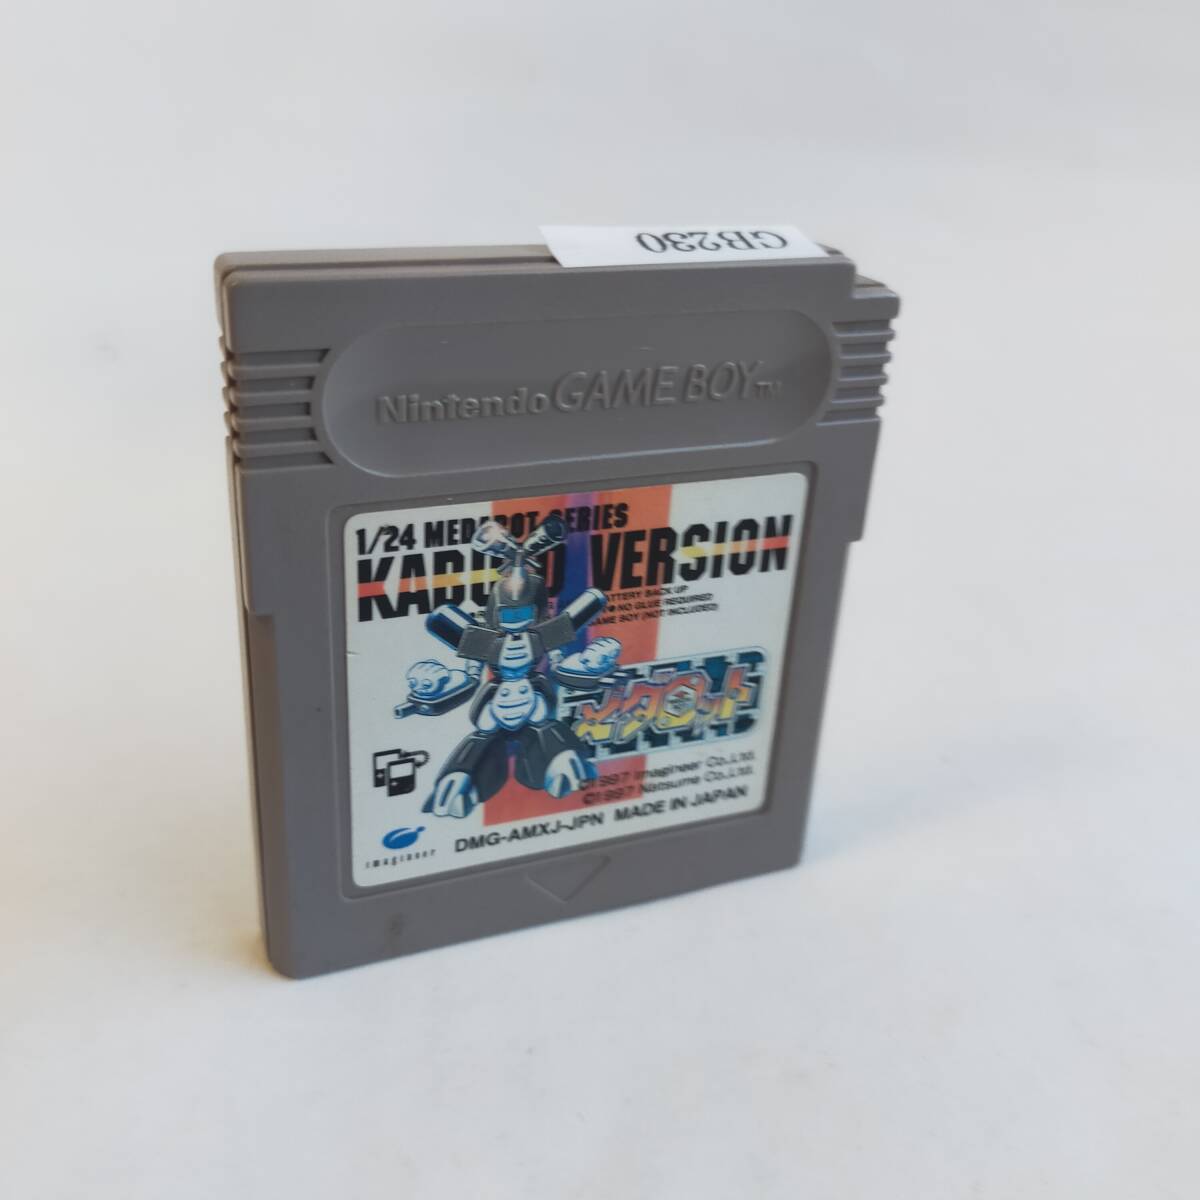 GB230
Nintendo GAME BOY TM
1/24 MEDAROT SERIES
KABUTO VERSION
BATTERY BACK UP
NO GLUE REQUIRED
GAME BOY (NOT INCLUDED)
メダロット
©1997 Imagineer Co.,Ltd.
©1997 Natsume Co.,Ltd.
imagineer
DMG-AMXJ-JPN MADE IN JAPAN